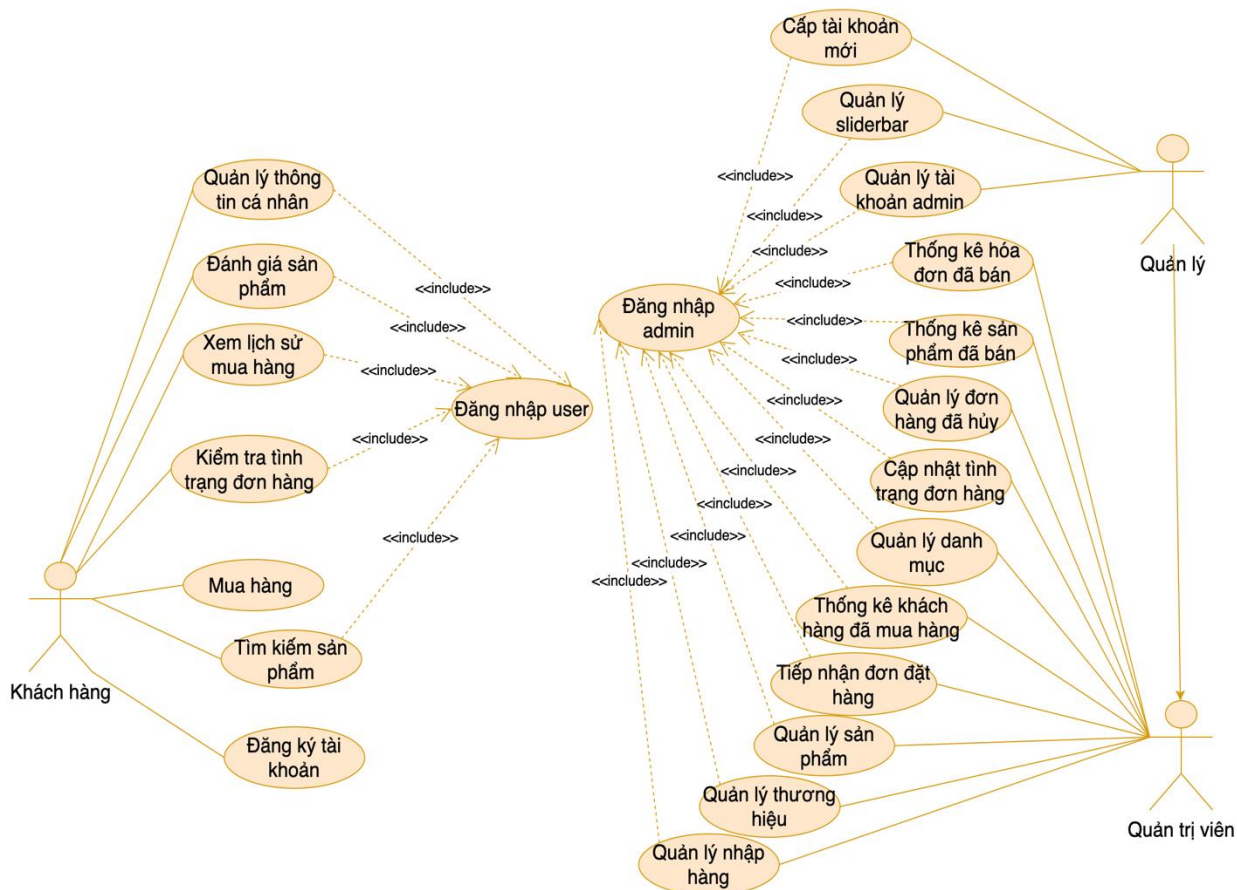 Cấp tài khoản
mới
Quản lý
sliderbar
Quản lý tài
khoản admin
Quản lý
Quản lý thông
tin cá nhân
Đánh giá sản
phẩm
Xem lịch sử
mua hàng
Kiểm tra tình
trạng đơn hàng
Mua hàng
Tìm kiếm sản
phẩm
Đăng ký tài
khoản
Khách hàng
<<include>>
<<include>>
<<include>>
<<include>>
<<include>>
Đăng nhập user
Đăng nhập
admin
<<include>>
<<include>>
<<include>>
<<include>>
<<include>>
<<include>>
<<include>>
<<include>>
<<include>>
<<include>>
<<include>>
<<include>>
<<include>>
Thống kê hóa
đơn đã bán
Thống kê sản
phẩm đã bán
Quản lý đơn
hàng đã hủy
Cập nhật tình
trạng đơn hàng
Quản lý danh
mục
Thống kê khách
hàng đã mua hàng
Tiếp nhận đơn đặt
hàng
Quản lý sản
phẩm
Quản lý thương
hiệu
Quản lý nhập
hàng
Quản trị viên